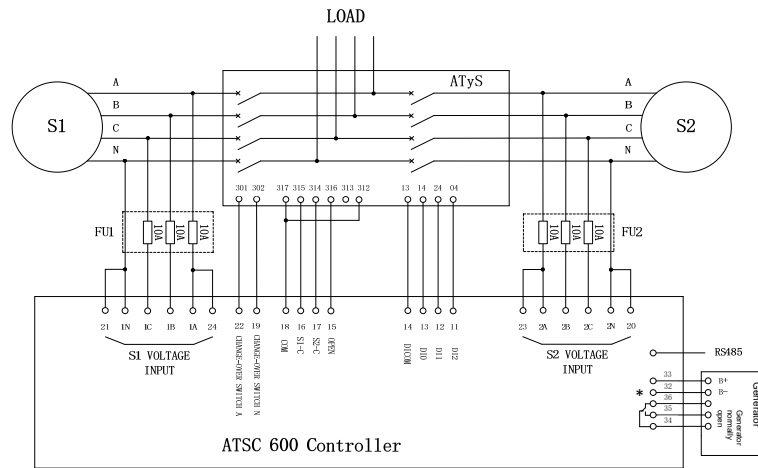 LOAD
ATyS
A
B
C
N
S1
A
B
C
N
S2
301 302 317 315 314 316 313 312 13 14 24 04
FU1
10A
10A
10A
FU2
10A
10A
10A
21 1N 1C 1B 1A 24 22 19 18 16 17 15 14 13 12 11 23 2A 2B 2C 2N 20
S1 VOLTAGE
INPUT
CHANGE-OVER SWITCH A
CHANGE-OVER SWITCH N
COM
S1-C
S2-C
OPEN
DICOM
DI0
DI1
DI2
S2 VOLTAGE
INPUT
RS485
33
32
36
35
34
*
B+
B-
Generator
normality
open
Generator
ATSC 600 Controller